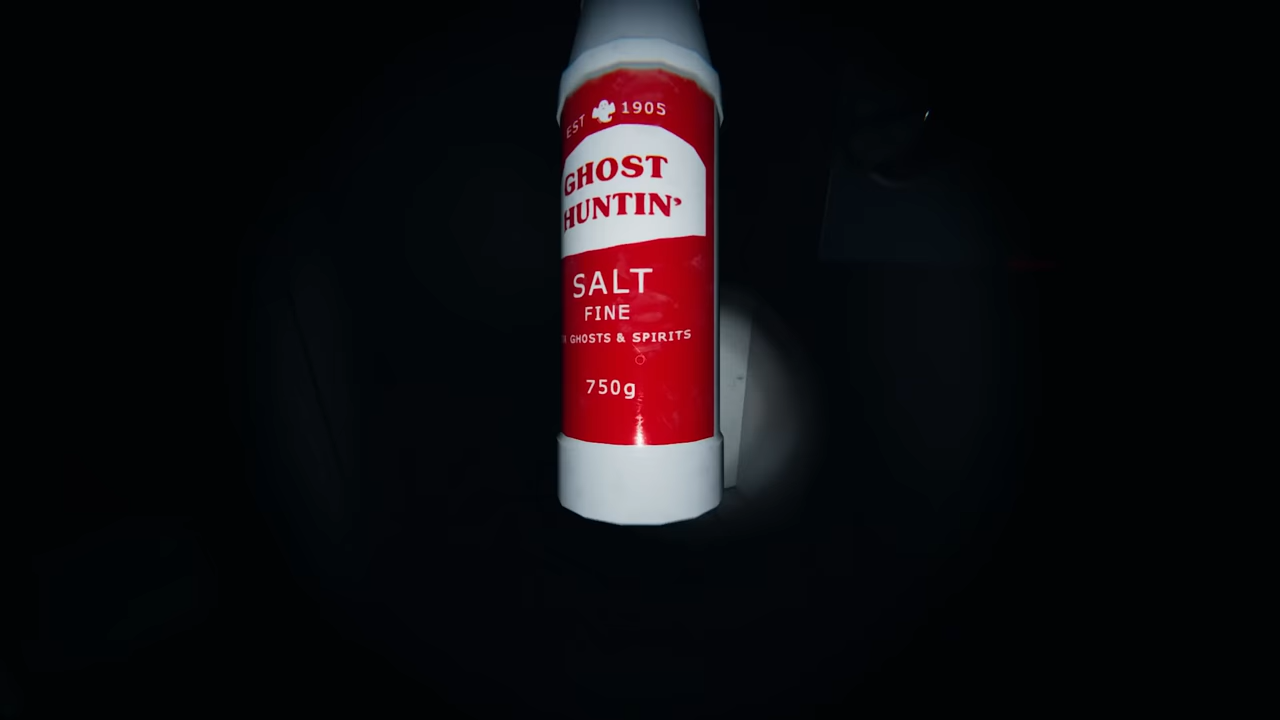 EST 1905
GHOST
HUNTIN'
SALT
FINE
GHOSTS & SPIRITS
750g